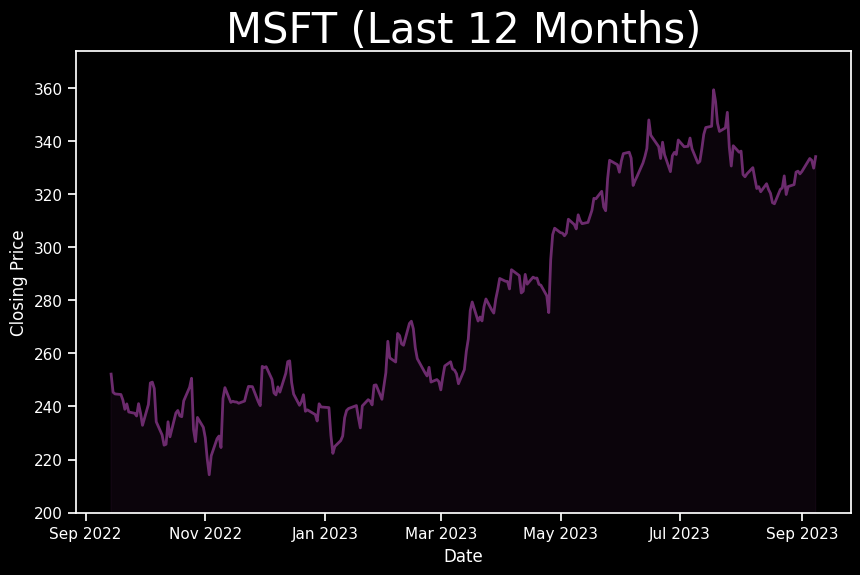 MSFT (Last 12 Months)
360
340
320
300
280
260
240
220
200
Closing Price
Sep 2022 Nov 2022 Jan 2023 Mar 2023 May 2023 Jul 2023 Sep 2023
Date